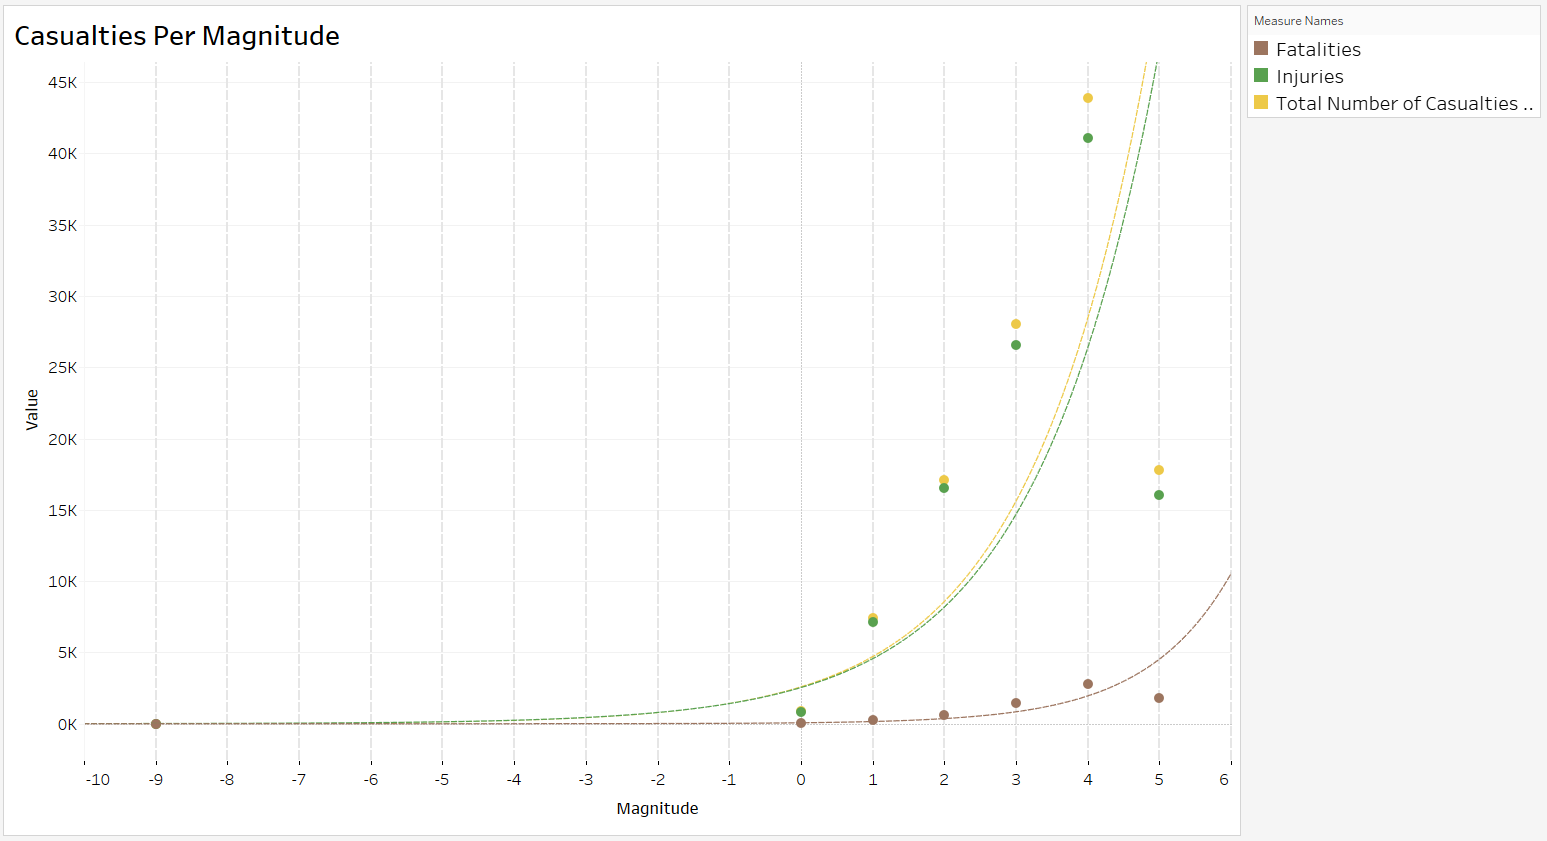 Casualties Per Magnitude
45K
40K
35K
30K
25K
20K
15K
10K
5K
0K
Value
-10 -9 -8 -7 -6 -5 -4 -3 -2 -1 0 1 2 3 4 5 6
Magnitude
Measure Names
Fatalities
Injuries
Total Number of Casualties ..